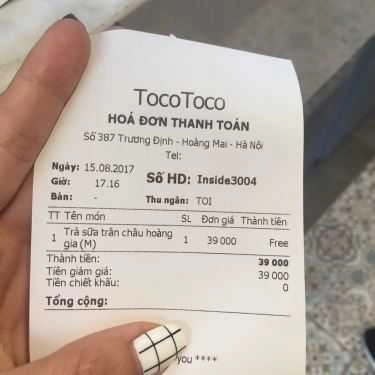 TocoToco
HOÁ ĐƠN THANH TOÁN
Số 387 Trương Định - Hoàng Mai - Hà Nội
Tel:
Ngày: 15.08.2017 Số HD: Inside3004
Giờ: 17.16
Bàn: - Thu ngân: TOI
TT Tên món SL Đơn giá Thành tiền
1 Trà sữa trân châu hoàng gia (M) 1 39 000 Free
Thành tiền: 39 000
Tiền giảm giá: 39 000
Tiền chiết khấu: 0
Tổng cộng:
you ****